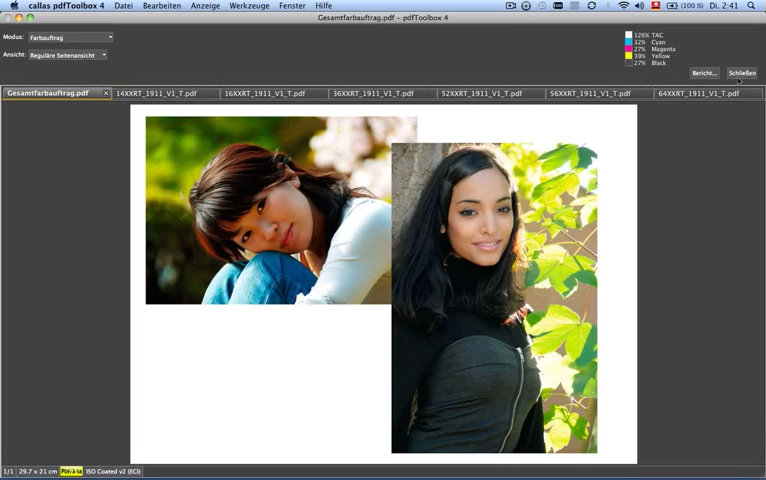 callas pdfToolbox 4 Datei Bearbeiten Anzeige Werkzeuge Fenster Hilfe (100 %) Di. 2:41
Gesamtfarbauftrag.pdf – pdfToolbox 4
Modus: Farbauftrag
Ansicht: Reguläre Seitenansicht
126% TAC
32% Cyan
27% Magenta
39% Yellow
27% Black
Bericht... Schließen
Gesamtfarbauftrag.pdf 14XXRT_1911_V1_T.pdf 16XXRT_1911_V1_T.pdf 36XXRT_1911_V1_T.pdf 52XXRT_1911_V1_T.pdf 56XXRT_1911_V1_T.pdf 64XXRT_1911_V1_T.pdf
1/1 29.7 x 21 cm ISO Coated v2 (ECI)